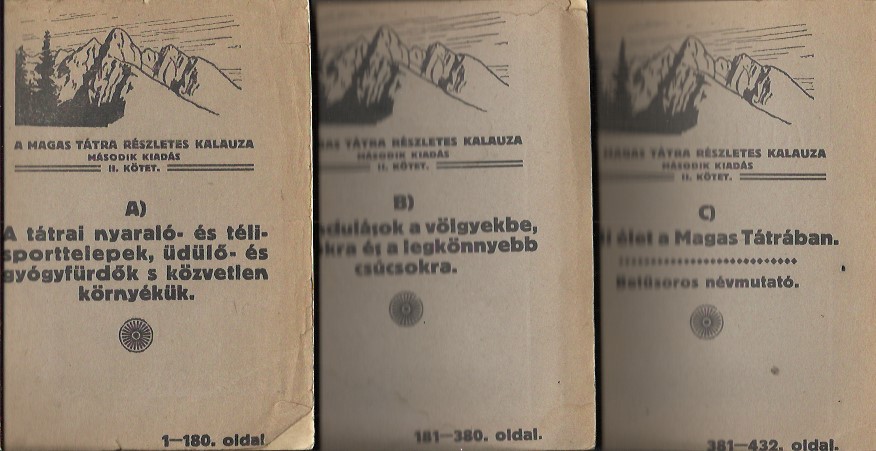 A MAGAS TÁTRA RÉSZLETES KALAUZA
MÁSODIK KIADÁS
II. KÖTET.
A)
A tátrai nyaraló- és téli-
sporttelepek, üdülő- és
gyógyfürdők s közvetlen
környékük.
1—180. oldal.
MAGAS TÁTRA RÉSZLETES KALAUZA
MÁSODIK KIADÁS
II. KÖTET.
B)
a völgyekbe,
és a legkönnyebb
csúcsokra.
181—380. oldal.
MAGAS TÁTRA RÉSZLETES KALAUZA
MÁSODIK KIADÁS
II. KÖTET.
C)
élet a Magas Tátrában.
Betűsoros névmutató.
381—432. oldal.